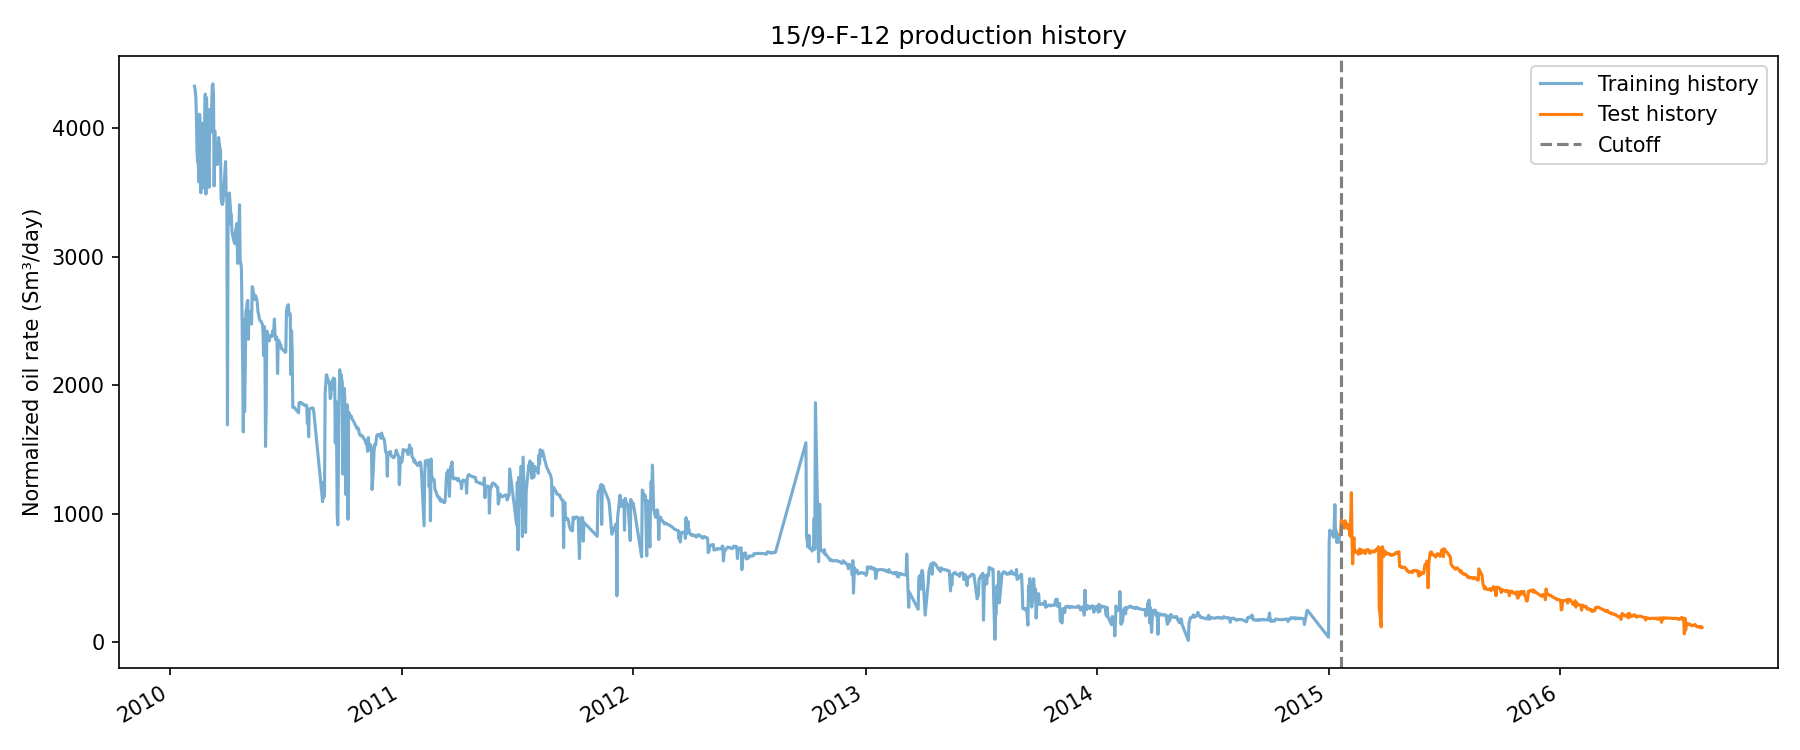 15/9-F-12 production history
Normalized oil rate (Sm³/day)
4000
3000
2000
1000
0
2010
2011
2012
2013
2014
2015
2016
Training history
Test history
Cutoff